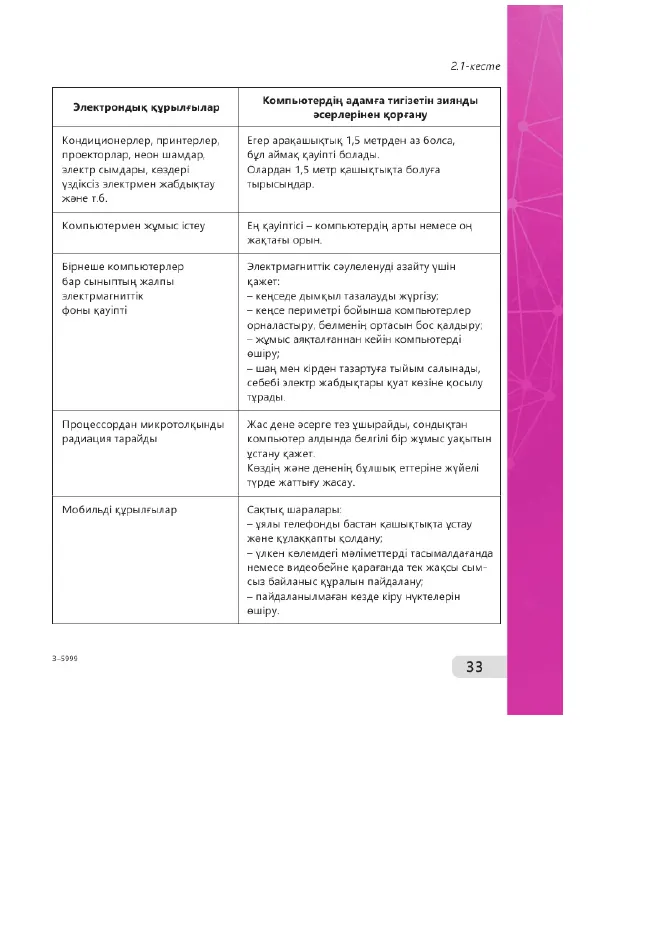 2.1-кесте
Электрондық құрылғылар
Компьютердің адамға тигізетін зиянды
әсерлерінен қорғану
Кондиционерлер, принтерлер,
проекторлар, неон шамдар,
электр сымдары, көздері
үздіксіз электрмен жабдықтау
және т.б.
Егер арақашықтық 1,5 метрден аз болса,
бұл аймақ қауіпті болады.
Олардан 1,5 метр қашықтықта болуға
тырысыңдар.
Компьютермен жұмыс істеу
Ең қауіптісі – компьютердің арты немесе оң
жақтағы орын.
Бірнеше компьютерлер
бар сыныптың жалпы
электрмагниттік
фоны қауіпті
Электрмагниттік сәулеленуді азайту үшін
қажет:
– кеңседе дымқыл тазалауды жүргізу;
– кеңсе периметрі бойынша компьютерлер
орналастыру, бөлменің ортасын бос қалдыру;
– жұмыс аяқталғаннан кейін компьютерді
өшіру;
– шаң мен кірден тазартуға тыйым салынады,
себебі электр жабдықтары қуат көзіне қосылу
тұрады.
Процессордан микротолқынды
радиация тарайды
Жас дене әсерге тез ұшырайды, сондықтан
компьютер алдында белгілі бір жұмыс уақытын
ұстану қажет.
Көздің және дененің бұлшық еттеріне жүйелі
түрде жаттығу жасау.
Мобильді құрылғылар
Сақтық шаралары:
– ұялы телефонды бастан қашықтықта ұстау
және құлаққапты қолдану;
– үлкен көлемдегі мәліметтерді тасымалдағанда
немесе видеобейне қарағанда тек жақсы сым-
сыз байланыс құралын пайдалану;
– пайдаланылмаған кезде кіру нүктелерін
өшіру.
3–5999
33